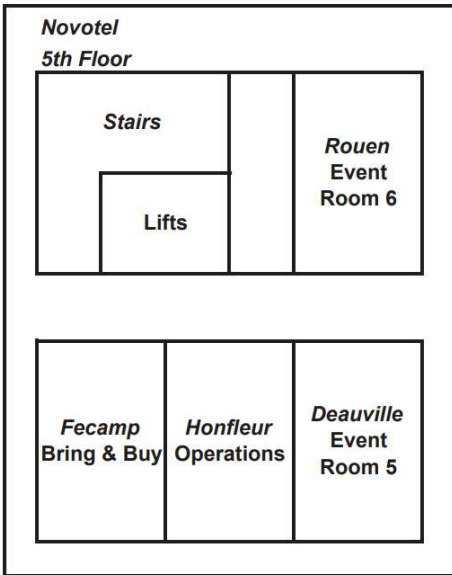 Novotel
5th Floor
Stairs
Lifts
Rouen
Event
Room 6
Fecamp
Bring & Buy
Honfleur
Operations
Deauville
Event
Room 5